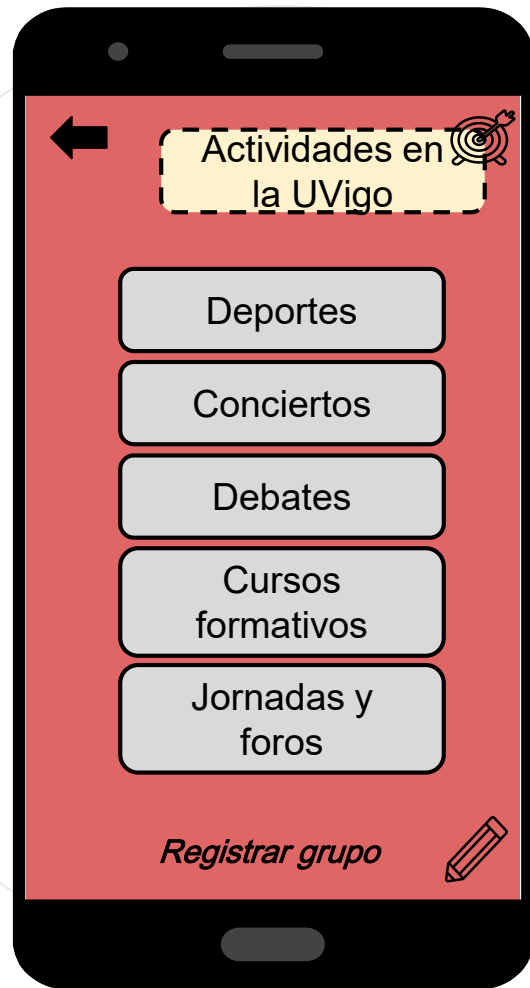 Actividades en
la UVigo
Deportes
Conciertos
Debates
Cursos
formativos
Jornadas y
foros
Registrar grupo